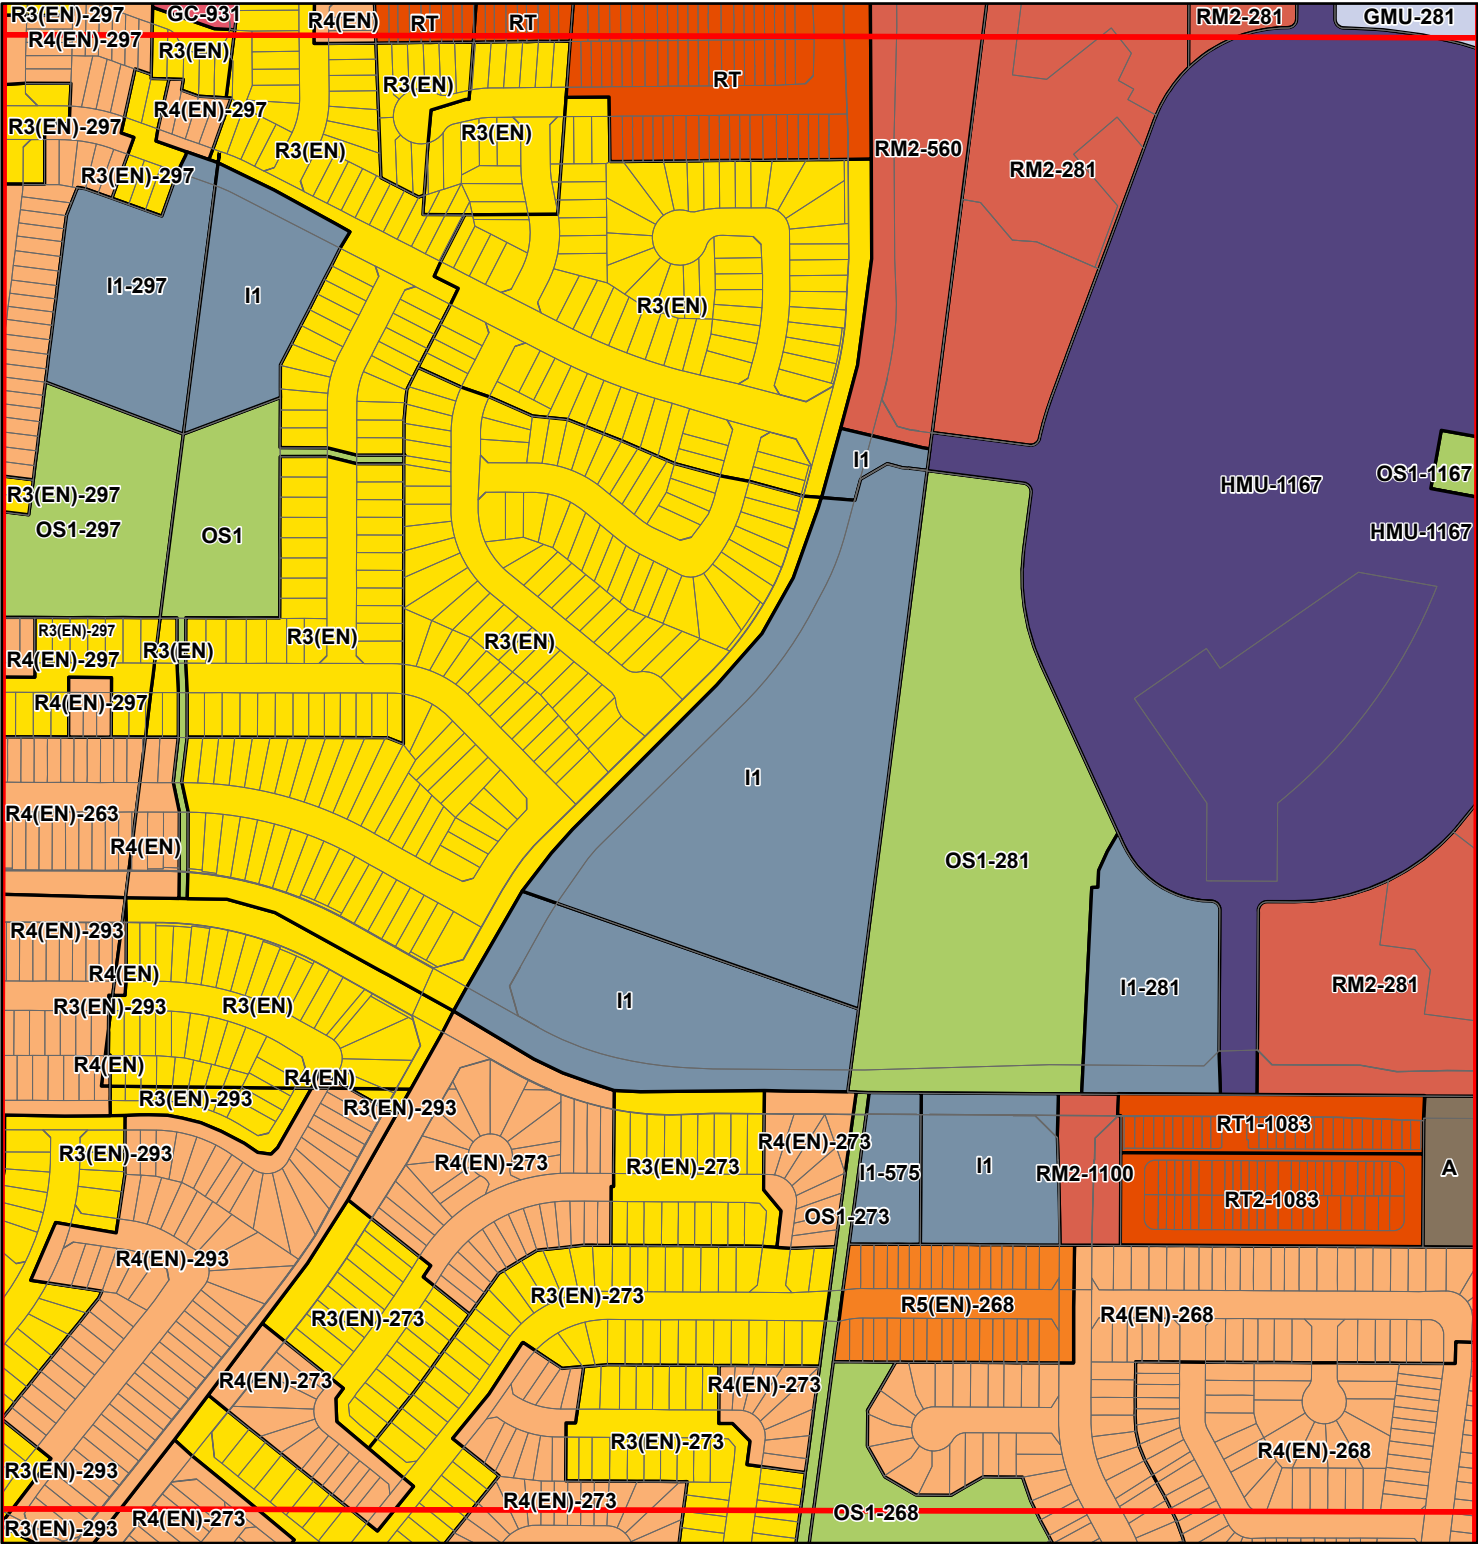 R3(EN)-297
GC-931
R4(EN)
RT
RT
RM2-281
GMU-281
R4(EN)-297
R3(EN)
R3(EN)
RT
R4(EN)-297
R3(EN)-297
R3(EN)
R3(EN)
RM2-560
RM2-281
R3(EN)-297
I1-297
I1
R3(EN)
I1
OS1-1167
HMU-1167
R3(EN)-297
OS1-297
OS1
HMU-1167
R3(EN)-297
R3(EN)
R3(EN)
R3(EN)
R4(EN)-297
R4(EN)-297
I1
R4(EN)-263
R4(EN)
OS1-281
R4(EN)-293
R4(EN)
R3(EN)-293
R3(EN)
I1
I1-281
RM2-281
R4(EN)
R4(EN)
R3(EN)-293
R3(EN)-293
R3(EN)-293
R4(EN)-273
R3(EN)-273
R4(EN)-273
I1-575
I1
RM2-1100
RT1-1083
A
RT2-1083
OS1-273
R4(EN)-293
R3(EN)-273
R3(EN)-273
R5(EN)-268
R4(EN)-268
R4(EN)-273
R4(EN)-273
R3(EN)-273
R4(EN)-268
R3(EN)-293
R4(EN)-273
OS1-268
R4(EN)-273
R3(EN)-293